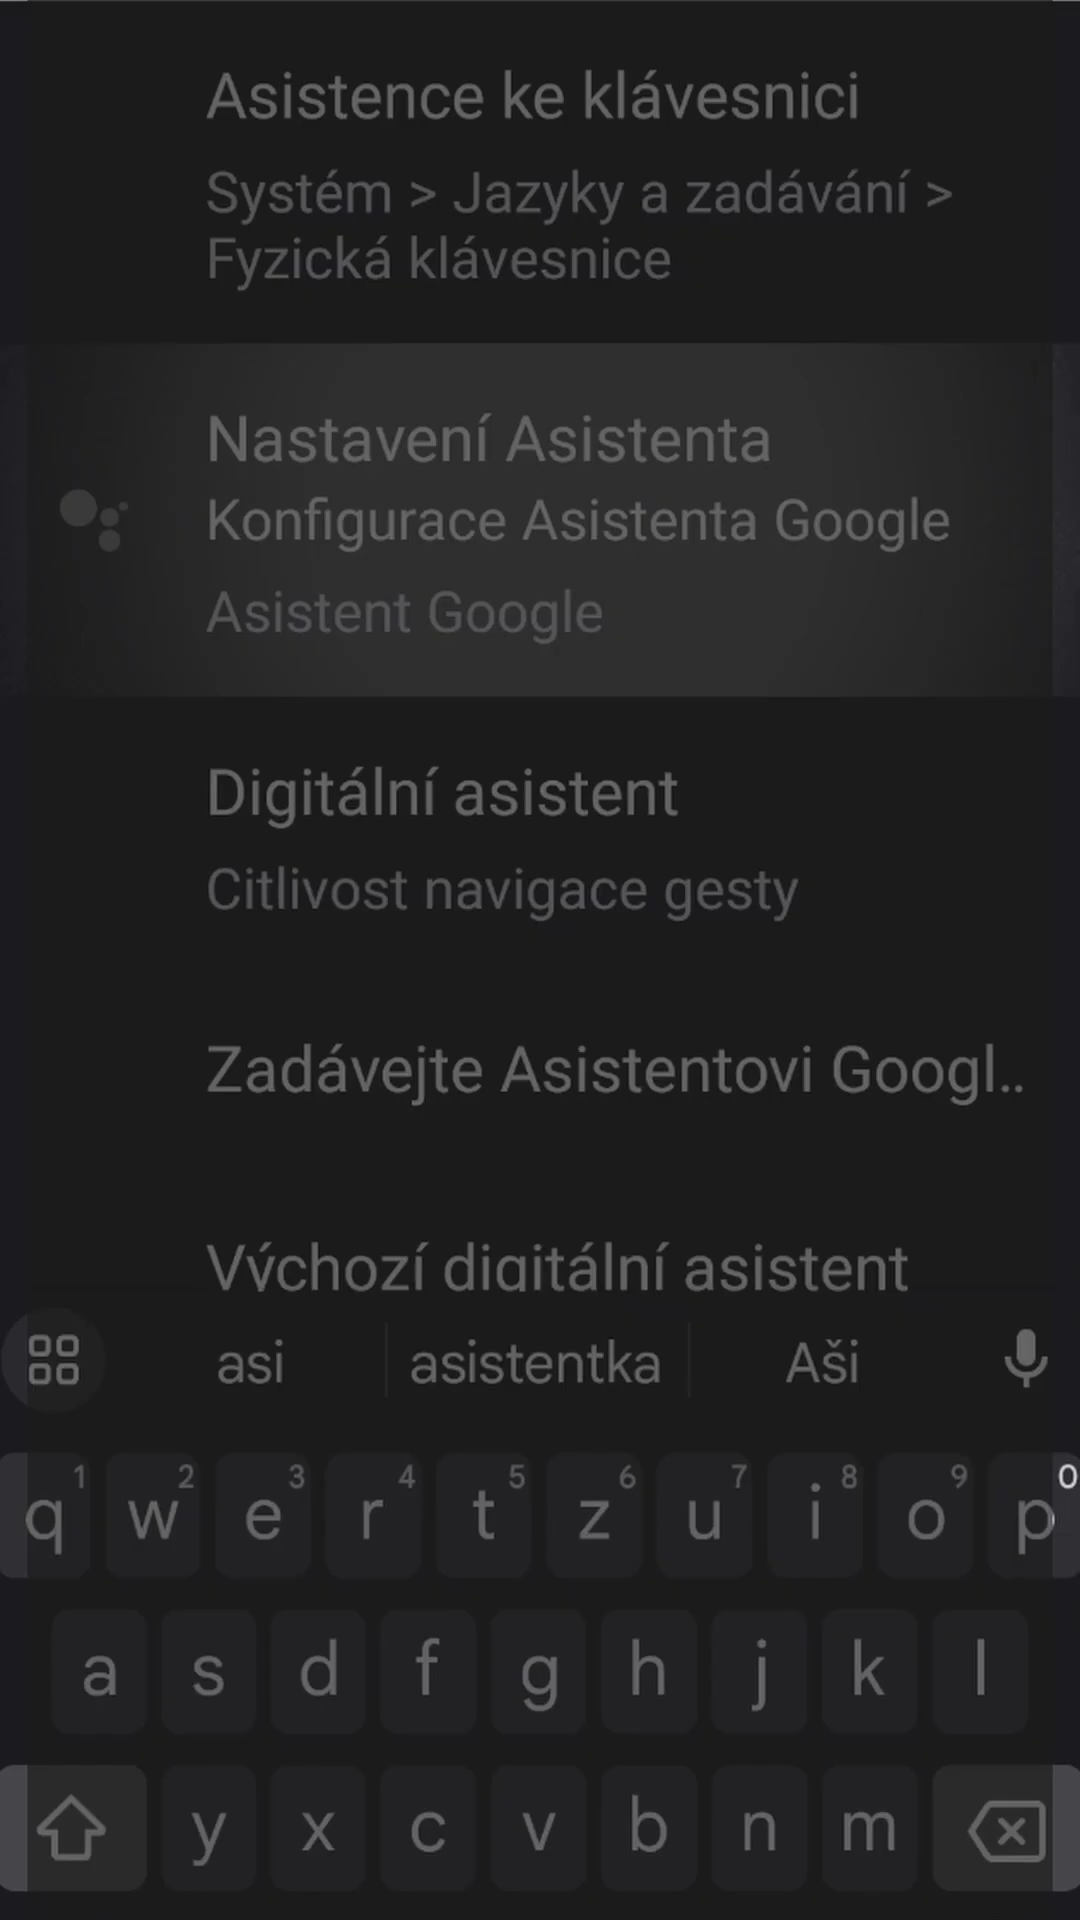 Asistence ke klávesnici
Systém > Jazyky a zadávání >
Fyzická klávesnice
Nastavení Asistenta
Konfigurace Asistenta Google
Asistent Google
Digitální asistent
Citlivost navigace gesty
Zadávejte Asistentovi Googl..
Výchozí digitální asistent
asi asistentka Aši
1 2 3 4 5 6 7 8 9 0
q w e r t z u i o p
a s d f g h j k l
y x c v b n m